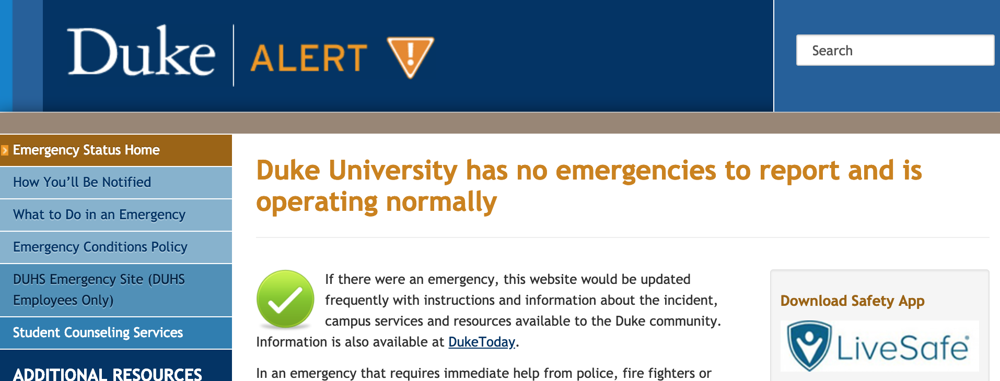 Duke
ALERT
Search
Emergency Status Home
How You’ll Be Notified
What to Do in an Emergency
Emergency Conditions Policy
DUHS Emergency Site (DUHS
Employees Only)
Student Counseling Services
ADDITIONAL RESOURCES
Duke University has no emergencies to report and is
operating normally
If there were an emergency, this website would be updated
frequently with instructions and information about the incident,
campus services and resources available to the Duke community.
Information is also available at DukeToday.
In an emergency that requires immediate help from police, fire fighters or
Download Safety App
LiveSafe®